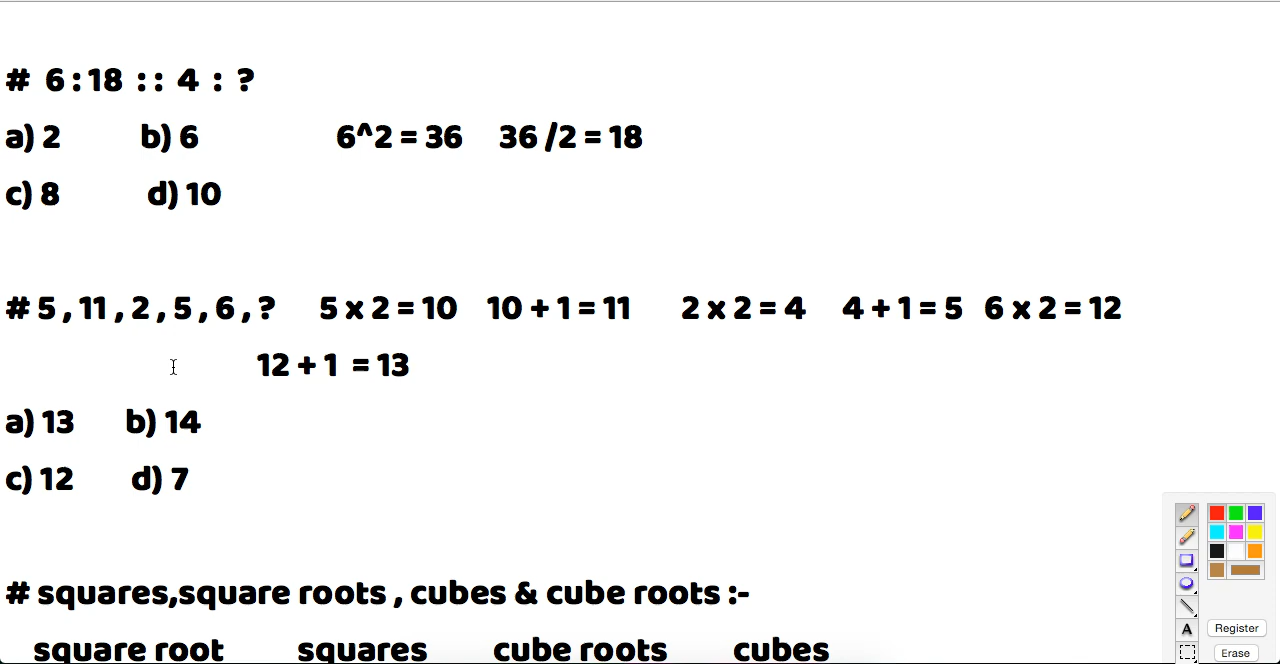 # 6 : 18 : : 4 : ?
a) 2 b) 6 6^2 = 36 36 /2 = 18
c) 8 d) 10
# 5 , 11 , 2 , 5 , 6 , ? 5 x 2 = 10 10 + 1 = 11 2 x 2 = 4 4 + 1 = 5 6 x 2 = 12
12 + 1 = 13
a) 13 b) 14
c) 12 d) 7
# squares,square roots , cubes & cube roots :-
square root squares cube roots cubes
A
Register
Erase